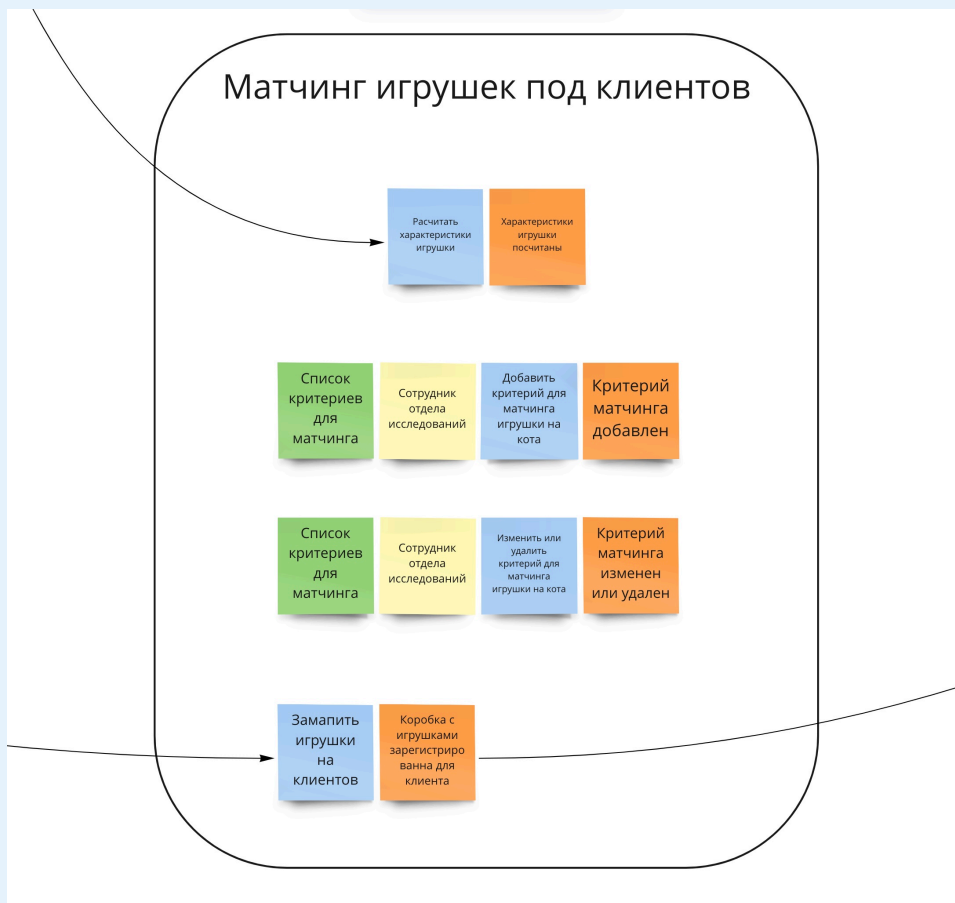 Матчинг игрушек под клиентов
Расчитать
характеристики
игрушки
Характеристики
игрушки
посчитаны
Список
критериев
для
матчинга
Сотрудник
отдела
исследований
Добавить
критерий для
матчинга
игрушки на
кота
Критерий
матчинга
добавлен
Список
критериев
для
матчинга
Сотрудник
отдела
исследований
Изменить или
удалить
критерий для
матчинга
игрушки на кота
Критерий
матчинга
изменен
или удален
Замапить
игрушки
на
клиентов
Коробка с
игрушками
зарегистриро
ванна для
клиента